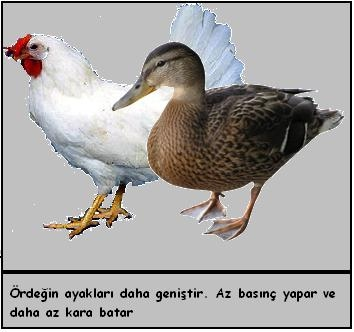 Ördeğin ayakları daha geniştir. Az basınç yapar ve
daha az kara batar